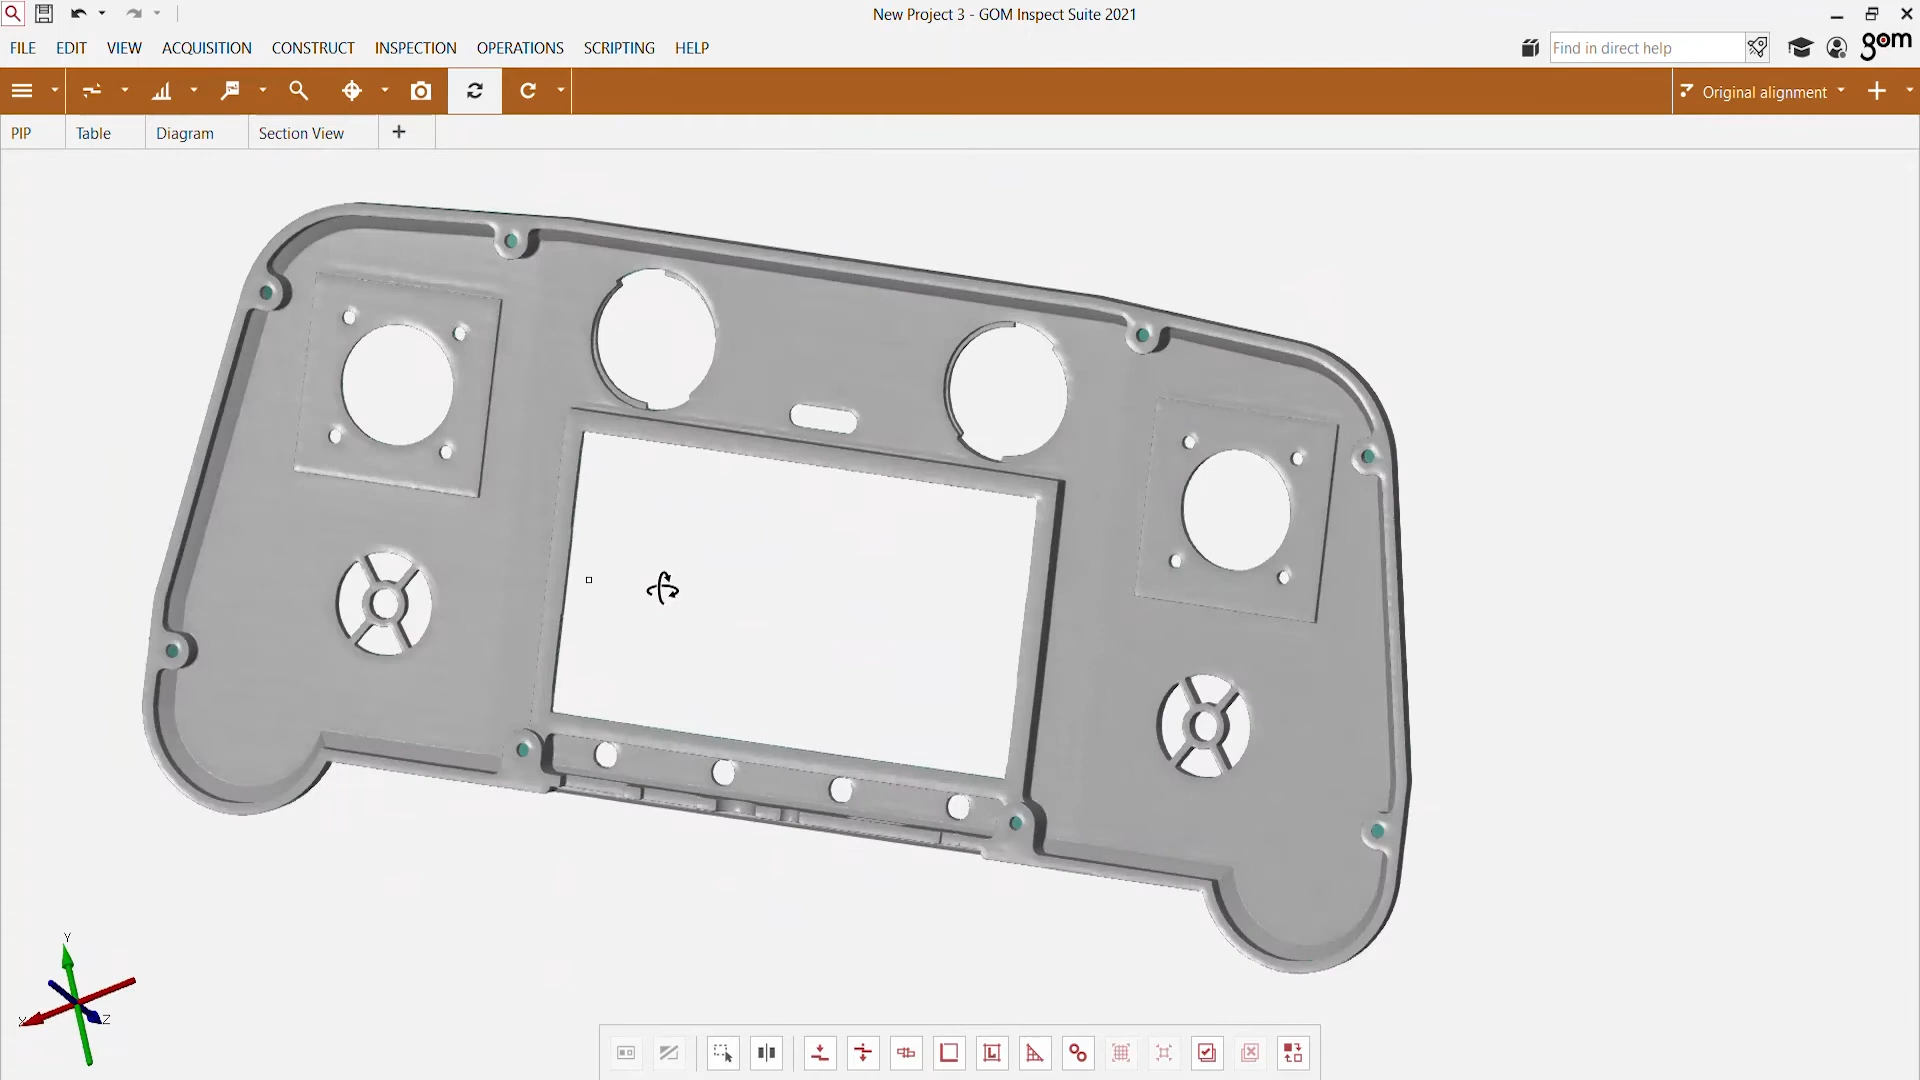 New Project 3 - GOM Inspect Suite 2021
FILE EDIT VIEW ACQUISITION CONSTRUCT INSPECTION OPERATIONS SCRIPTING HELP
Find in direct help
gom
Original alignment
PIP Table Diagram Section View
Y
X
Z